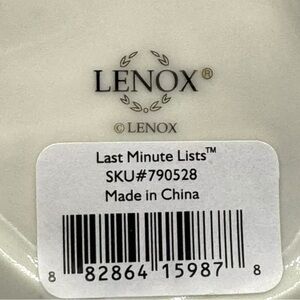 LENOX®
© LENOX
Last Minute Lists™
SKU#790528
Made in China
8 82864 15987 8